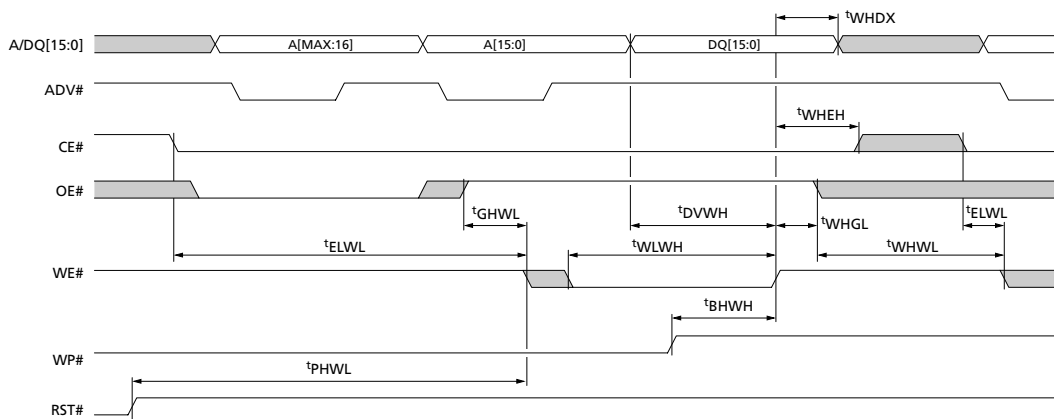 tWHDX
A/DQ[15:0] A[MAX:16] A[15:0] DQ[15:0]
ADV#
tWHEH
CE#
OE#
tGHWL tDVWH tWHGL tELWL
tELWL tWLWH tWHWL
WE#
tBHWH
WP#
tPHWL
RST#